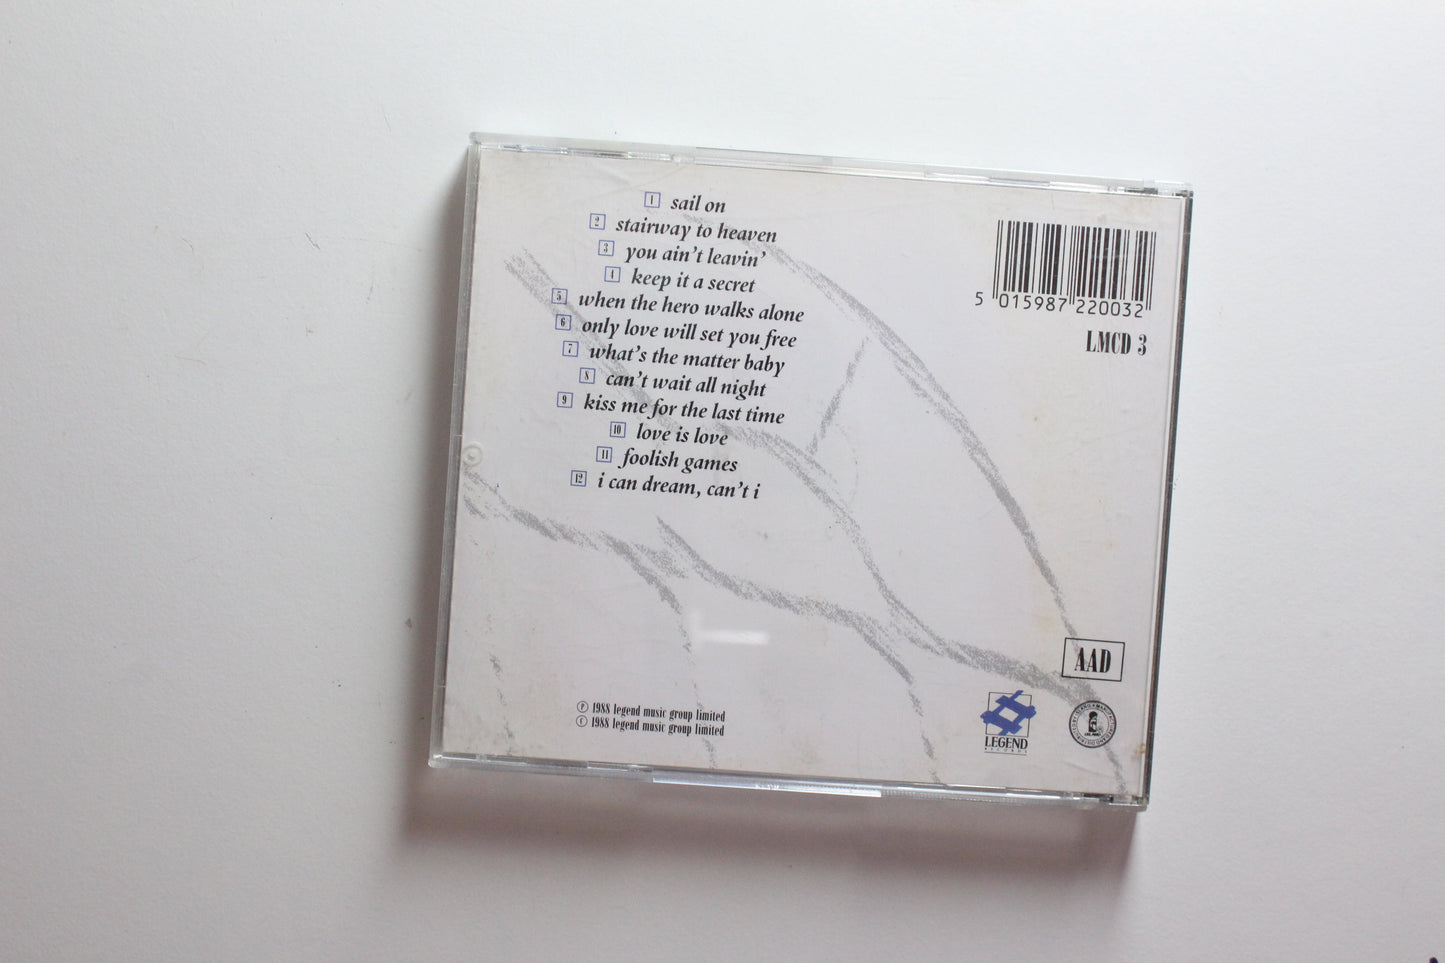 1 sail on
2 stairway to heaven
3 you ain't leavin'
4 keep it a secret
5 when the hero walks alone
6 only love will set you free
7 what's the matter baby
8 can't wait all night
9 kiss me for the last time
10 love is love
11 foolish games
12 i can dream, can't i
5 015987 220032
LMCD 3
AAD
LEGEND
RECORDS
℗ 1988 legend music group limited
© 1988 legend music group limited